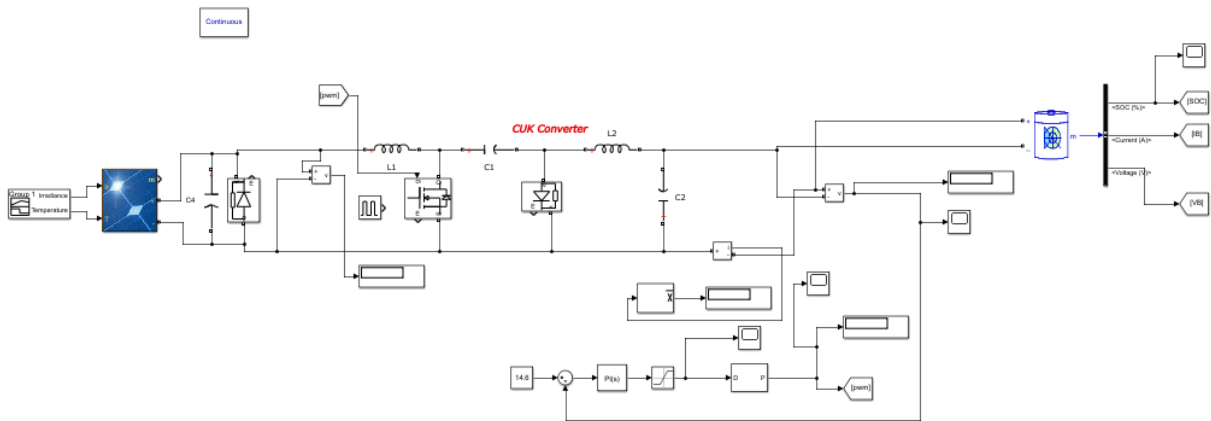 Continuous
[pwm]
CUK Converter
L2
L1
C1
<SOC (%)>
[SOC]
m
<Current (A)>
[IB]
<Voltage (V)>
[VB]
Group 1
Irradiance
Temperature
m
C4
E
+
-
v
g
E
E
C2
+
-
i
+
-
v
14.6
PI(s)
D
P
[pwm]